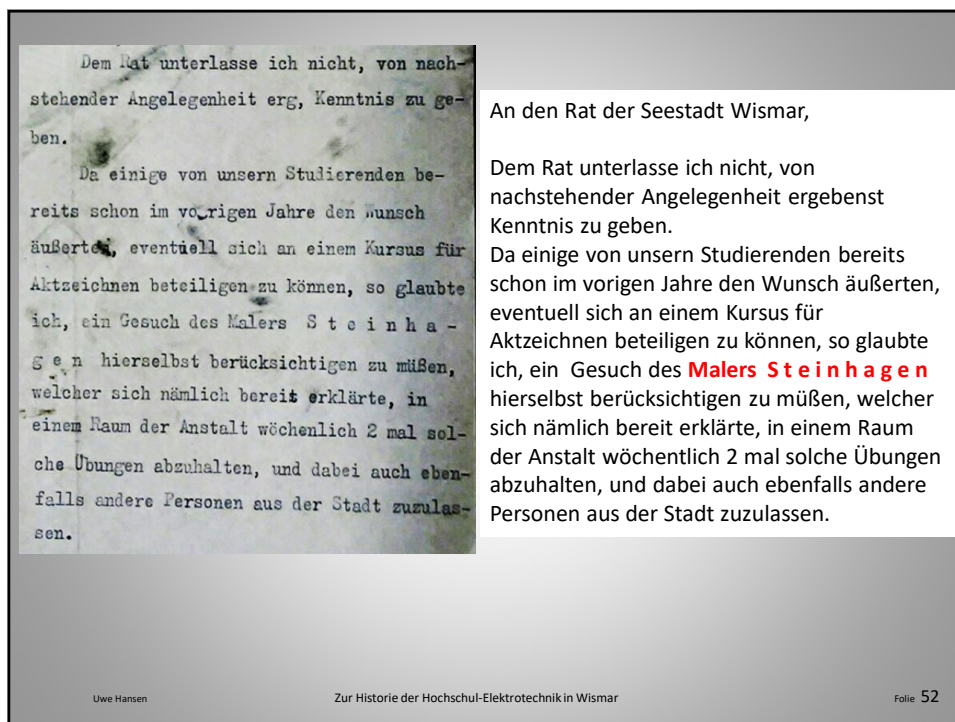 Dem Rat unterlasse ich nicht, von nach-
stehender Angelegenheit erg, Kenntnis zu ge-
ben.
Da einige von unsern Studierenden be-
reits schon im vorrigen Jahre den Wunsch
äußerten, eventuell sich an einem Kursus für
Aktzeichnen beteiligen zu können, so glaubte
ich, ein Gesuch des Malers S t e i n h a -
g e n hierselbst berücksichtigen zu müßen,
welcher sich nämlich bereit erklärte, in
einem Raum der Anstalt wöchenlich 2 mal sol-
che Übungen abzuhalten, und dabei auch eben-
falls andere Personen aus der Stadt zuzulas-
sen.
An den Rat der Seestadt Wismar,
Dem Rat unterlasse ich nicht, von
nachstehender Angelegenheit ergebenst
Kenntnis zu geben.
Da einige von unsern Studierenden bereits
schon im vorigen Jahre den Wunsch äußerten,
eventuell sich an einem Kursus für
Aktzeichnen beteiligen zu können, so glaubte
ich, ein Gesuch des Malers S t e i n h a g e n
hierselbst berücksichtigen zu müßen, welcher
sich nämlich bereit erklärte, in einem Raum
der Anstalt wöchentlich 2 mal solche Übungen
abzuhalten, und dabei auch ebenfalls andere
Personen aus der Stadt zuzulassen.
Uwe Hansen Zur Historie der Hochschul-Elektrotechnik in Wismar Folie 52